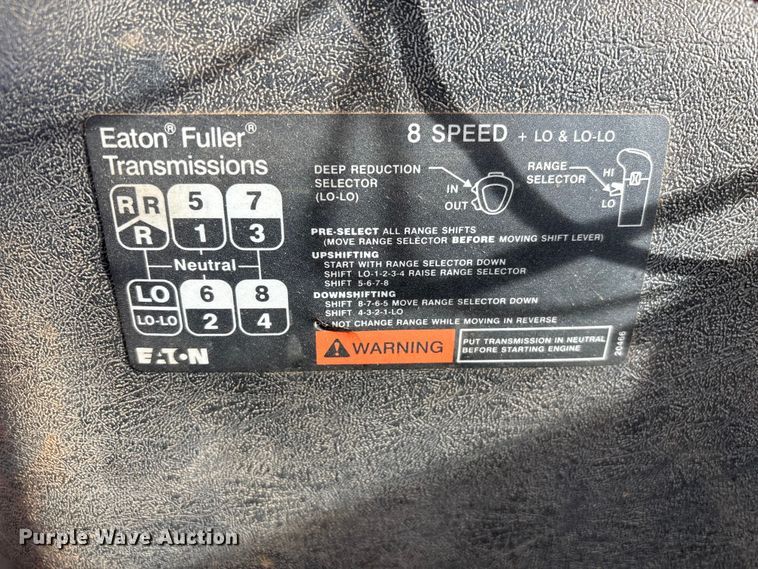 Eaton® Fuller®
Transmissions
8 SPEED + LO & LO-LO
R R 5 7
R 1 3
Neutral
LO 6 8
LO-LO 2 4
EATON
DEEP REDUCTION
SELECTOR
(LO-LO)
IN
OUT
RANGE
SELECTOR
HI
LO
PRE-SELECT ALL RANGE SHIFTS
(MOVE RANGE SELECTOR BEFORE MOVING SHIFT LEVER)
UPSHIFTING
START WITH RANGE SELECTOR DOWN
SHIFT LO-1-2-3-4 RAISE RANGE SELECTOR
SHIFT 5-6-7-8
DOWNSHIFTING
SHIFT 8-7-6-5 MOVE RANGE SELECTOR DOWN
SHIFT 4-3-2-1-LO
DO NOT CHANGE RANGE WHILE MOVING IN REVERSE
WARNING
PUT TRANSMISSION IN NEUTRAL
BEFORE STARTING ENGINE
20466
Purple Wave Auction